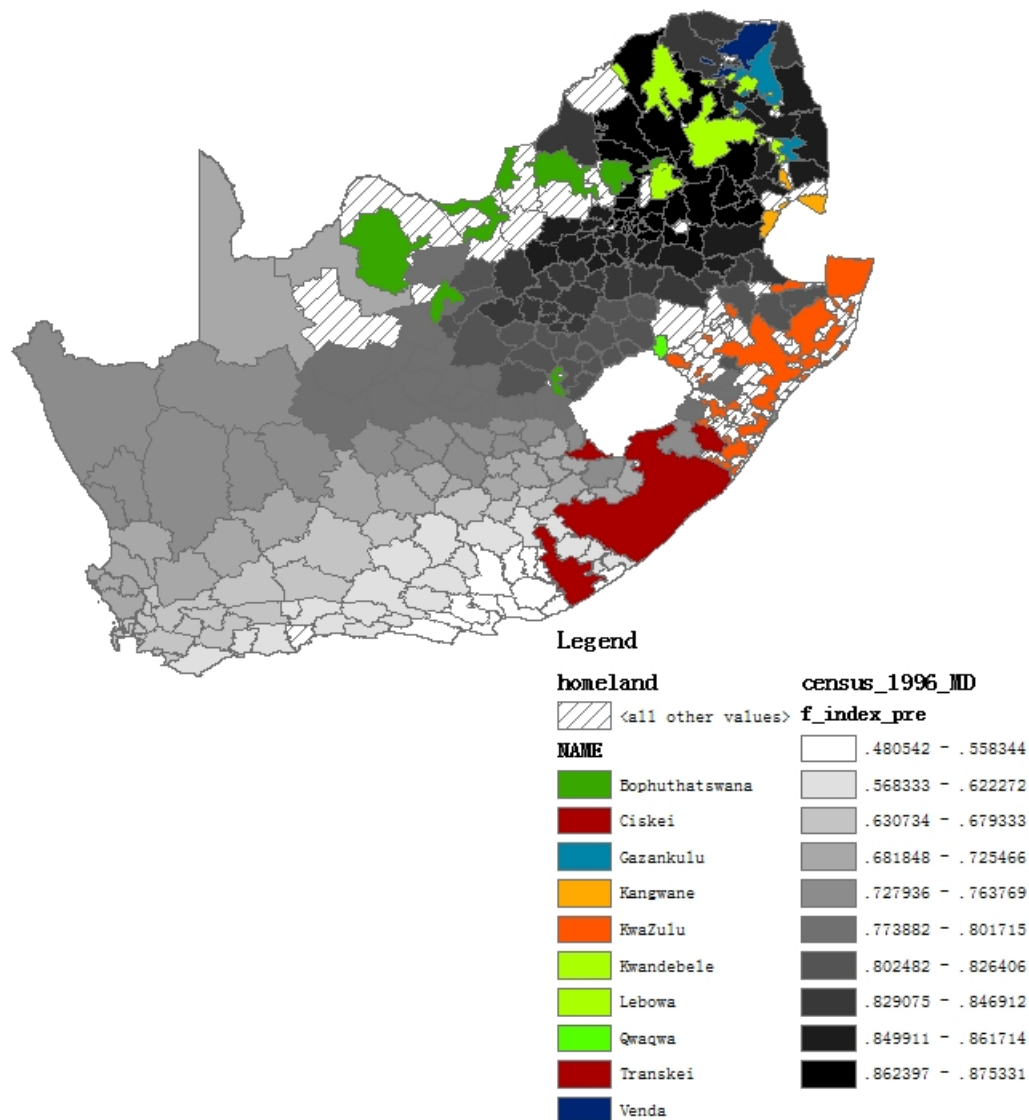 Legend
homeland
<all other values>
NAME
Bophuthatswana
Ciskei
Gazankulu
Kangwane
KwaZulu
Kwandebele
Lebowa
Qwaqwa
Transkei
Venda
census_1996_MD
f_index_pre
.480542 - .558344
.568333 - .622272
.630734 - .679333
.681848 - .725466
.727936 - .763769
.773882 - .801715
.802482 - .826406
.829075 - .846912
.849911 - .861714
.862397 - .875331